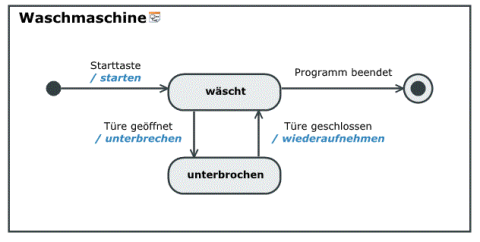 Waschmaschine
Starttaste
/ starten
wäscht
Programm beendet
Türe geöffnet
/ unterbrechen
Türe geschlossen
/ wiederaufnehmen
unterbrochen